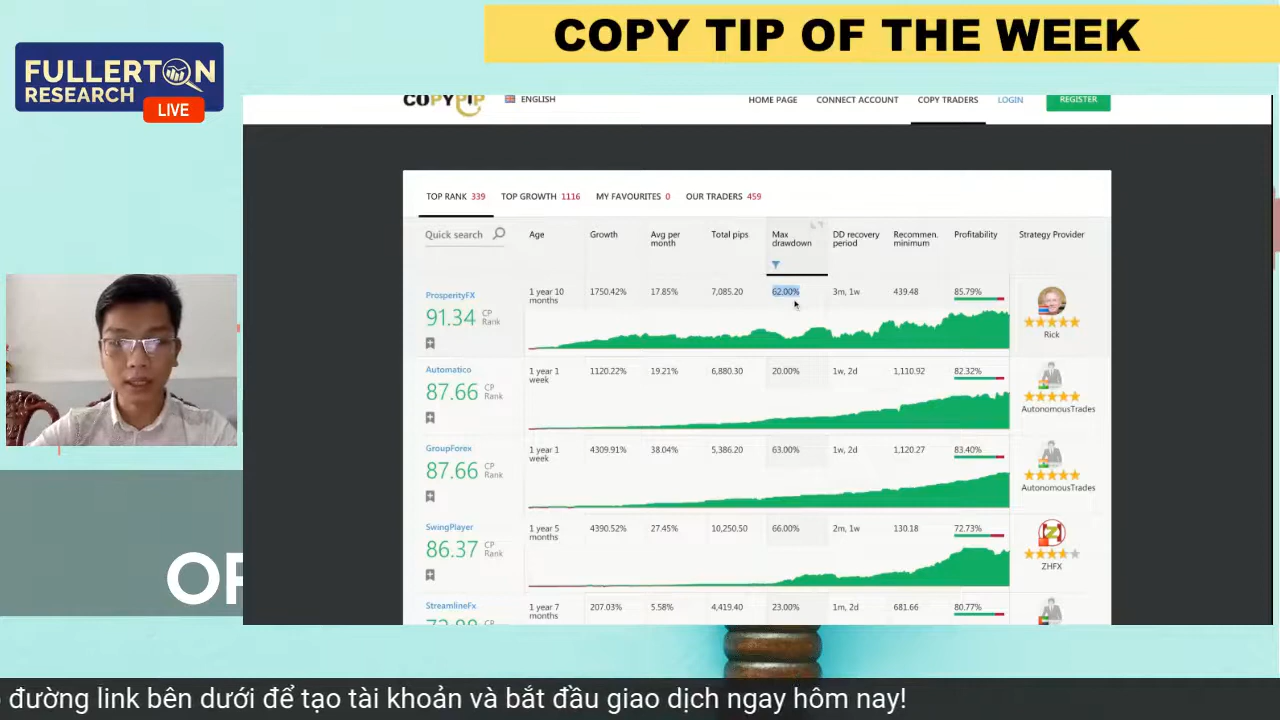 COPY TIP OF THE WEEK
FULLERTON
RESEARCH
LIVE
COPYPIP
ENGLISH
HOME PAGE
CONNECT ACCOUNT
COPY TRADERS
LOGIN
REGISTER
TOP RANK 339
TOP GROWTH 1116
MY FAVOURITES 0
OUR TRADERS 459
Quick search
Age
Growth
Avg per
month
Total pips
Max
drawdown
DD recovery
period
Recommen.
minimum
Profitability
Strategy Provider
ProsperityFX
91.34 CP
Rank
1 year 10
months
1750.42%
17.85%
7,085.20
62.00%
3m, 1w
439.48
85.79%
Rick
Automatico
87.66 CP
Rank
1 year 1
week
1120.22%
19.21%
6,880.30
20.00%
1w, 2d
1,110.92
82.32%
AutonomousTrades
GroupForex
87.66 CP
Rank
1 year 1
week
4309.91%
38.04%
5,386.20
63.00%
1w, 2d
1,120.27
83.40%
AutonomousTrades
SwingPlayer
86.37 CP
Rank
1 year 5
months
4390.52%
27.45%
10,250.50
66.00%
2m, 1w
130.18
72.73%
ZHFX
StreamlineFx
CP
1 year 7
months
207.03%
5.58%
4,419.40
23.00%
1m, 2d
681.66
80.77%
đường link bên dưới để tạo tài khoản và bắt đầu giao dịch ngay hôm nay!